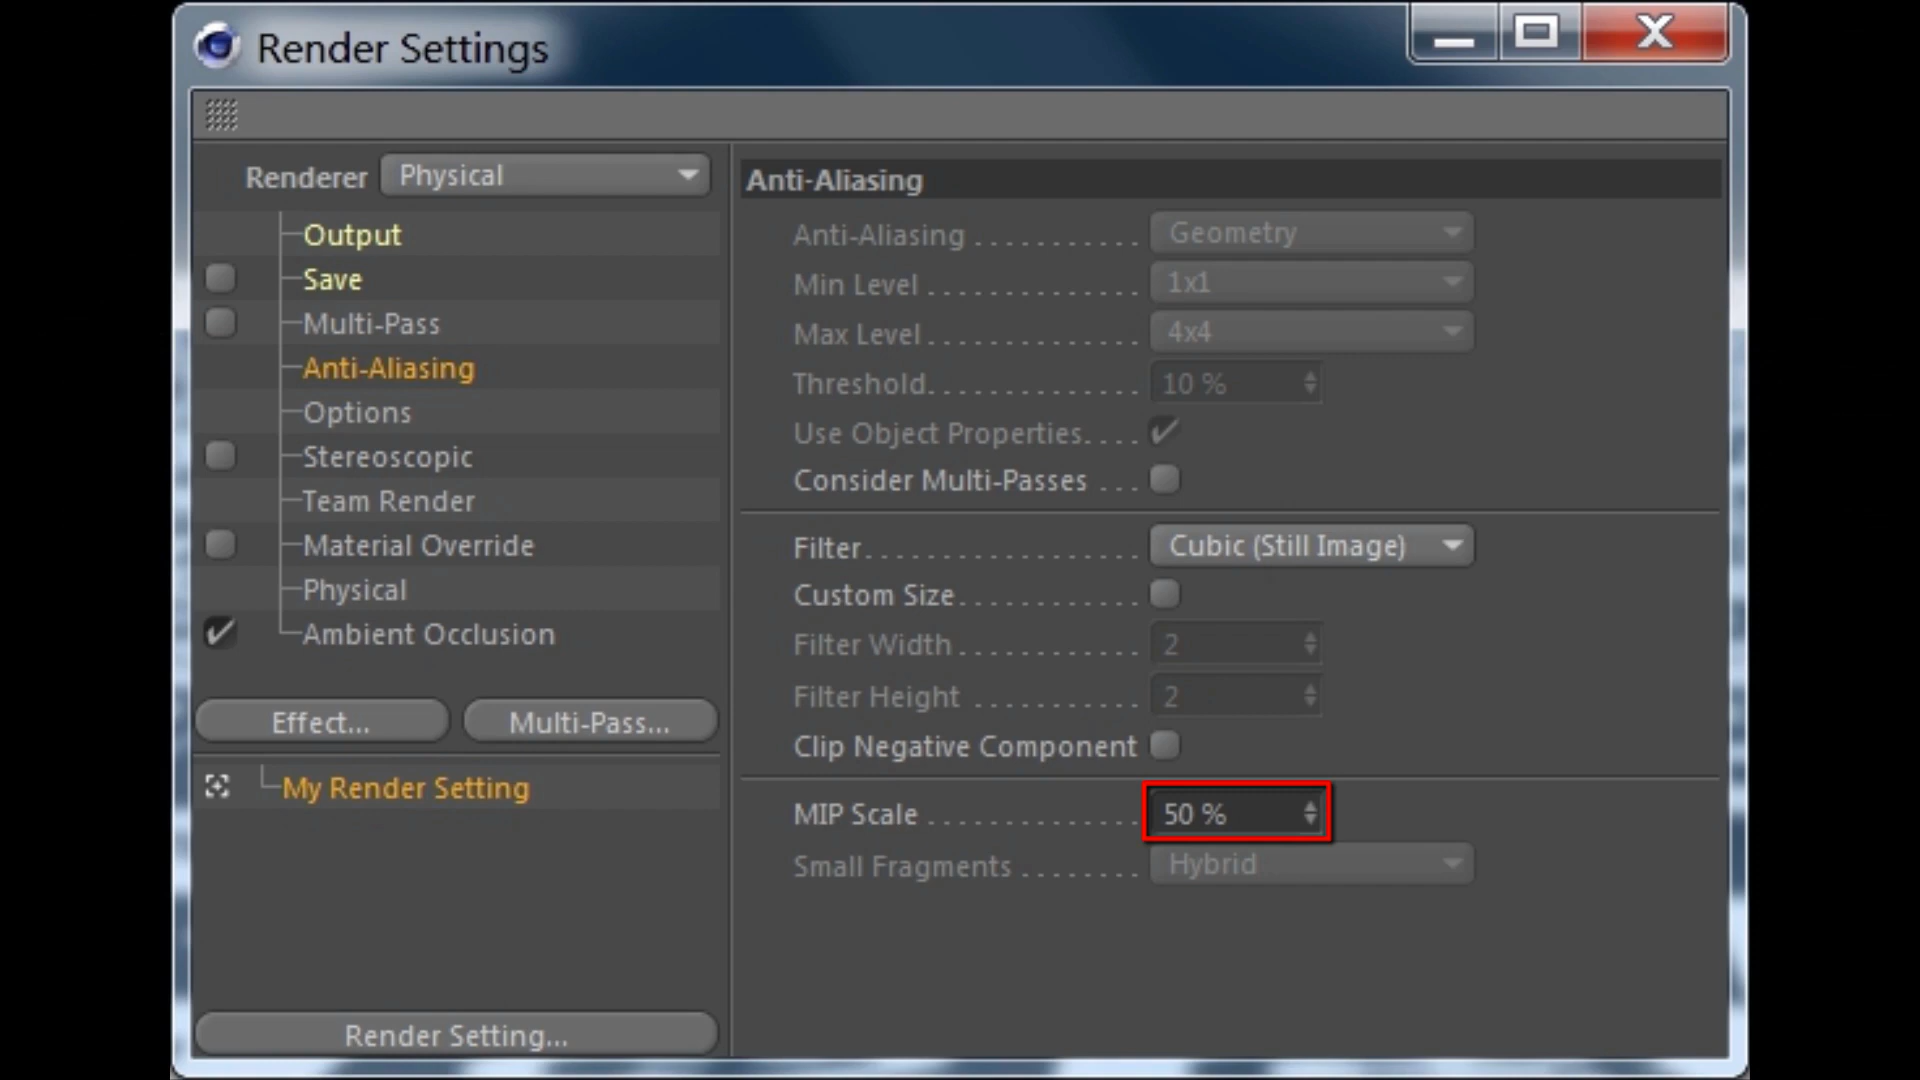 Render Settings
Renderer Physical
Output
Save
Multi-Pass
Anti-Aliasing
Options
Stereoscopic
Team Render
Material Override
Physical
Ambient Occlusion
Effect... Multi-Pass...
My Render Setting
Render Setting...
Anti-Aliasing
Anti-Aliasing . . . . . . . . . . . Geometry
Min Level . . . . . . . . . . . . . . 1x1
Max Level . . . . . . . . . . . . . . 4x4
Threshold. . . . . . . . . . . . . . 10 %
Use Object Properties. . . .
Consider Multi-Passes . . .
Filter. . . . . . . . . . . . . . . . . . Cubic (Still Image)
Custom Size. . . . . . . . . . . .
Filter Width . . . . . . . . . . . . 2
Filter Height . . . . . . . . . . . 2
Clip Negative Component
MIP Scale . . . . . . . . . . . . . . 50 %
Small Fragments . . . . . . . . Hybrid